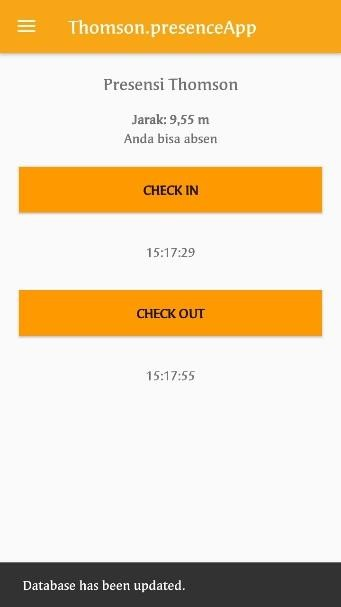 Thomson.presenceApp
Presensi Thomson
Jarak: 9,55 m
Anda bisa absen
CHECK IN
15:17:29
CHECK OUT
15:17:55
Database has been updated.